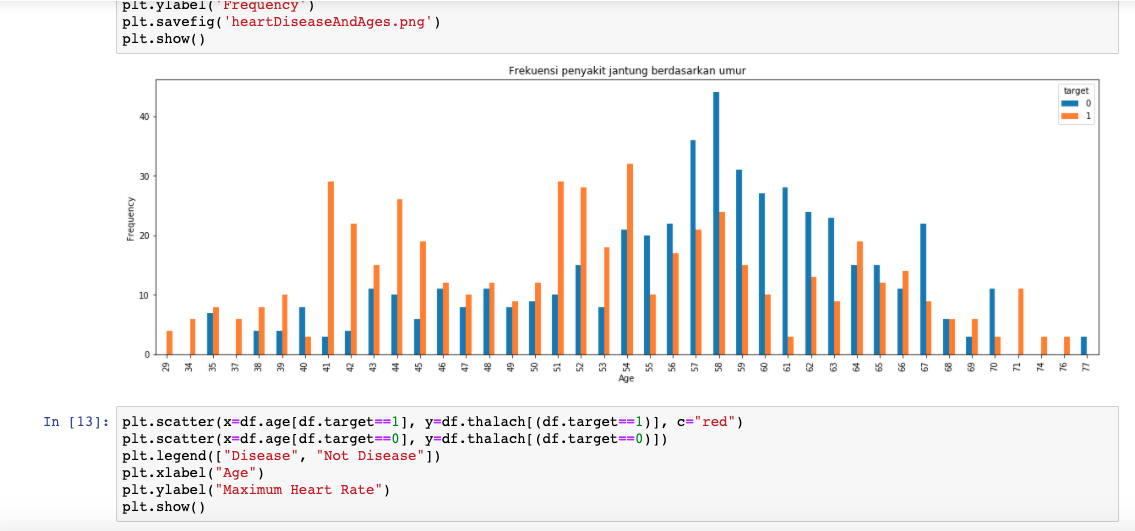 plt.ylabel('Frequency')
plt.savefig('heartDiseaseAndAges.png')
plt.show()
Frekuensi penyakit jantung berdasarkan umur
target
0
1
40
30
20
10
0
Frequency
29 34 35 37 38 39 40 41 42 43 44 45 46 47 48 49 50 51 52 53 54 55 56 57 58 59 60 61 62 63 64 65 66 67 68 69 70 71 74 76 77
Age
In [13]: plt.scatter(x=df.age[df.target==1], y=df.thalach[(df.target==1)], c="red")
plt.scatter(x=df.age[df.target==0], y=df.thalach[(df.target==0)])
plt.legend(["Disease", "Not Disease"])
plt.xlabel("Age")
plt.ylabel("Maximum Heart Rate")
plt.show()